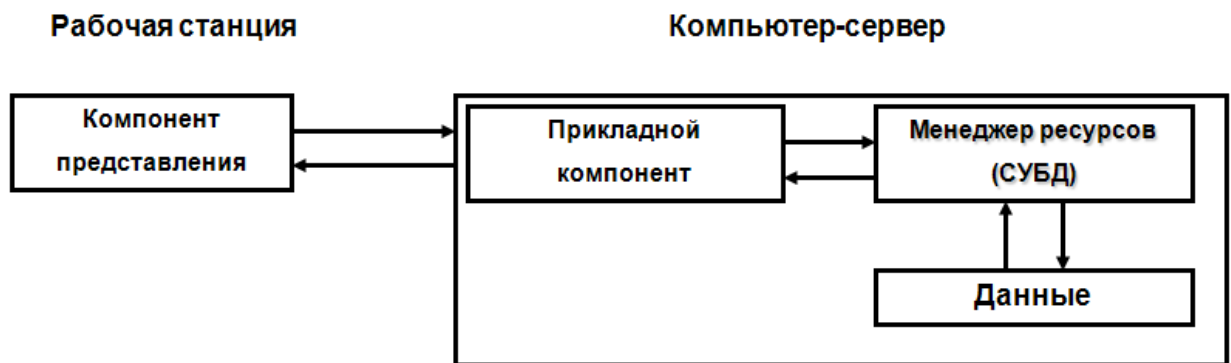 Рабочая станция
Компьютер-сервер
Компонент
представления
Прикладной
компонент
Менеджер ресурсов
(СУБД)
Данные